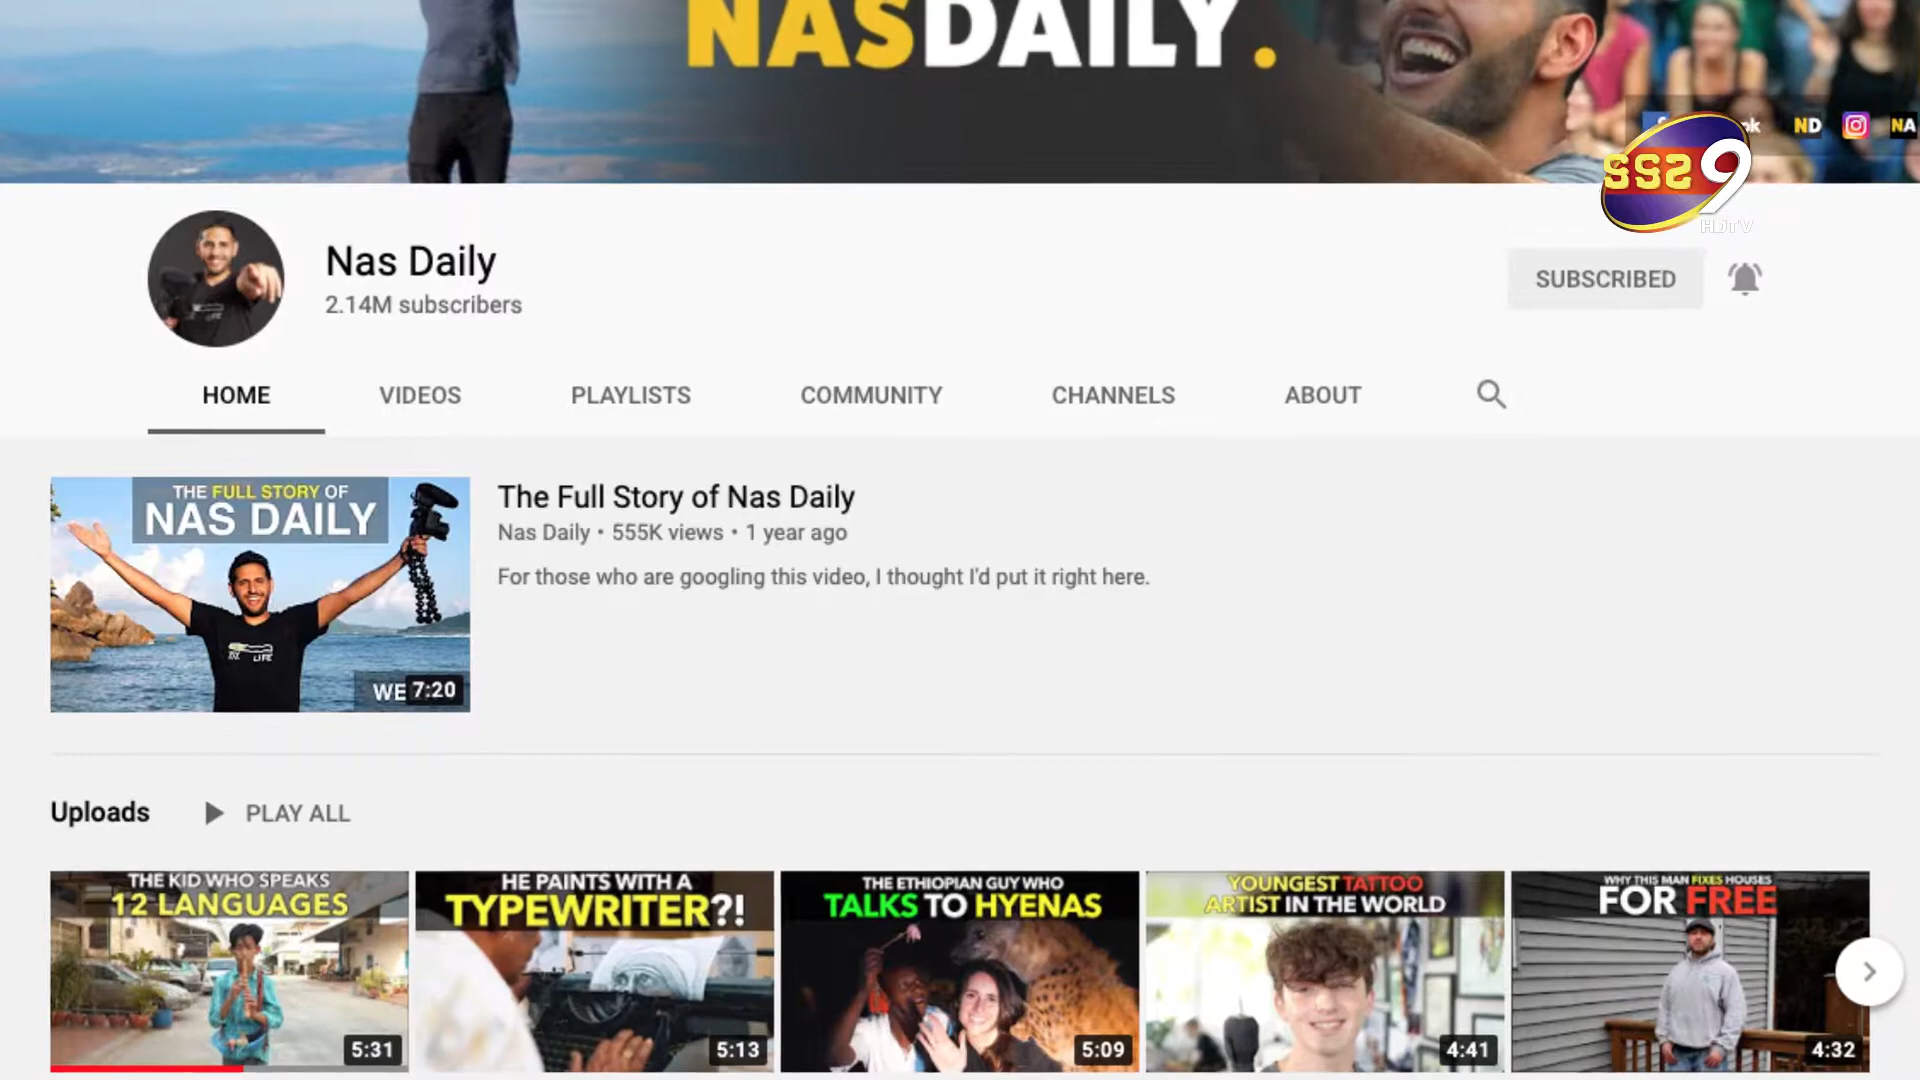 NASDAILY.
ND
NA
SS29
HDTV
Nas Daily
2.14M subscribers
SUBSCRIBED
HOME
VIDEOS
PLAYLISTS
COMMUNITY
CHANNELS
ABOUT
THE FULL STORY OF
NAS DAILY
WE
7:20
The Full Story of Nas Daily
Nas Daily • 555K views • 1 year ago
For those who are googling this video, I thought I'd put it right here.
Uploads
PLAY ALL
THE KID WHO SPEAKS
12 LANGUAGES
5:31
HE PAINTS WITH A
TYPEWRITER?!
5:13
THE ETHIOPIAN GUY WHO
TALKS TO HYENAS
5:09
YOUNGEST TATTOO
ARTIST IN THE WORLD
4:41
WHY THIS MAN FIXES HOUSES
FOR FREE
4:32